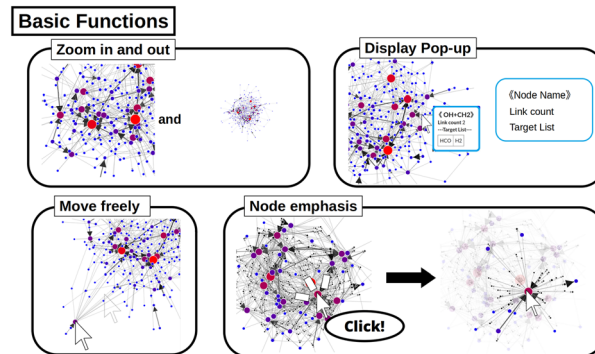 Basic Functions
Zoom in and out
and
Display Pop-up
《 OH+CH2》
Link count 2
---Target List---
HCO H2
《Node Name》
Link count
Target List
Move freely
Node emphasis
Click!